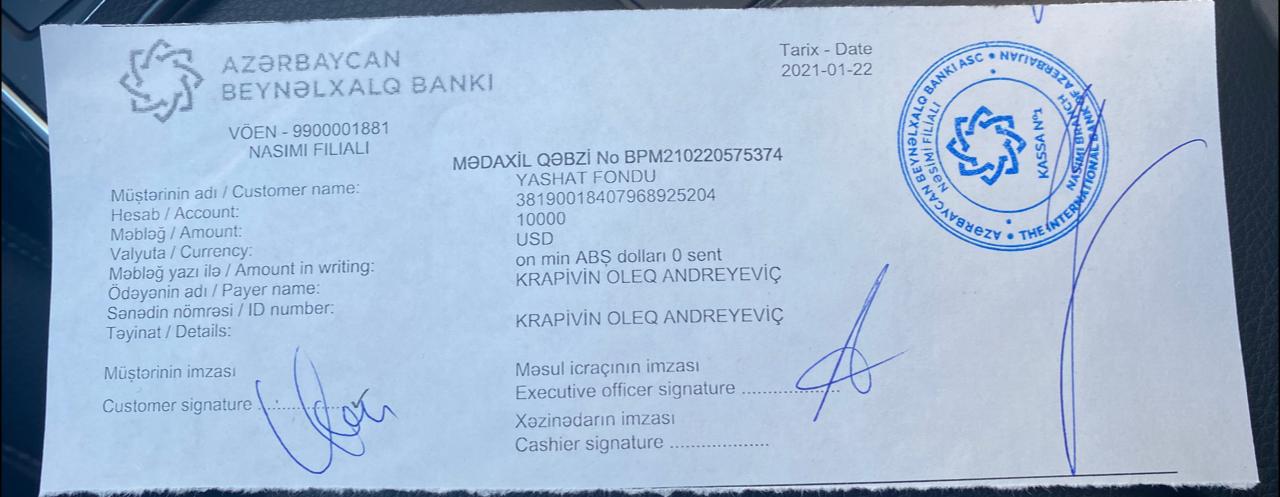 AZƏRBAYCAN
BEYNƏLXALQ BANKI
Tarix - Date
2021-01-22
VÖEN - 9900001881
NASIMI FILIALI
MƏDAXİL QƏBZİ No BPM210220575374
Müştərinin adı / Customer name: YASHAT FONDU
Hesab / Account: 38190018407968925204
Məbləğ / Amount: 10000
Valyuta / Currency: USD
Məbləğ yazı ilə / Amount in writing: on min ABŞ dolları 0 sent
Ödəyənin adı / Payer name: KRAPİVİN OLEQ ANDREYEVİÇ
Sənədin nömrəsi / ID number:
Təyinat / Details: KRAPİVİN OLEQ ANDREYEVİÇ
Müştərinin imzası
Customer signature
Məsul icraçının imzası
Executive officer signature ..................
Xəzinədarın imzası
Cashier signature ..................
AZƏRBAYCAN BEYNƏLXALQ BANKI ASC • NASIMI BRANCH THE INTERNATIONAL BANK OF AZERBAIJAN •
NƏSİMİ FİLİALI
KASSA №1